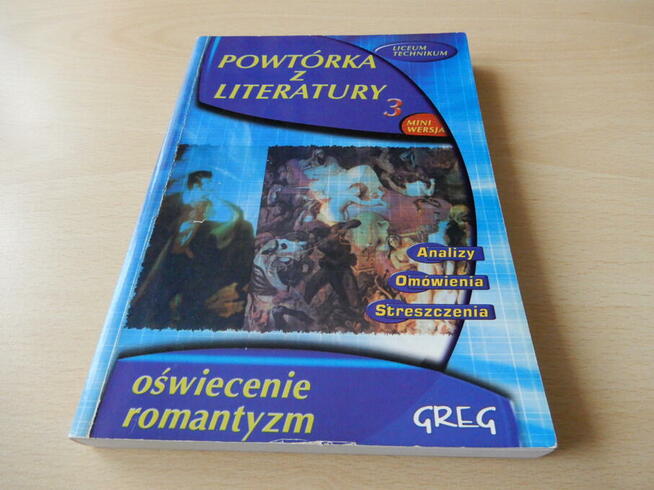 LICEUM
TECHNIKUM
POWTÓRKA
z
LITERATURY 3
MINI
WERSJA
Analizy
Omówienia
Streszczenia
oświecenie
romantyzm
GREG